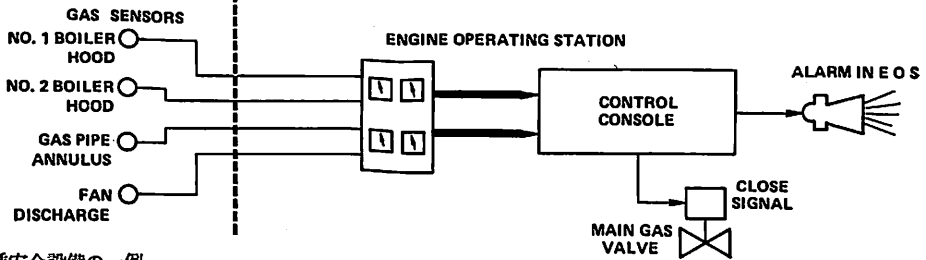 GAS SENSORS
NO. 1 BOILER
HOOD
NO. 2 BOILER
HOOD
GAS PIPE
ANNULUS
FAN
DISCHARGE
ENGINE OPERATING STATION
CONTROL
CONSOLE
ALARM IN E O S
CLOSE
SIGNAL
MAIN GAS
VALVE